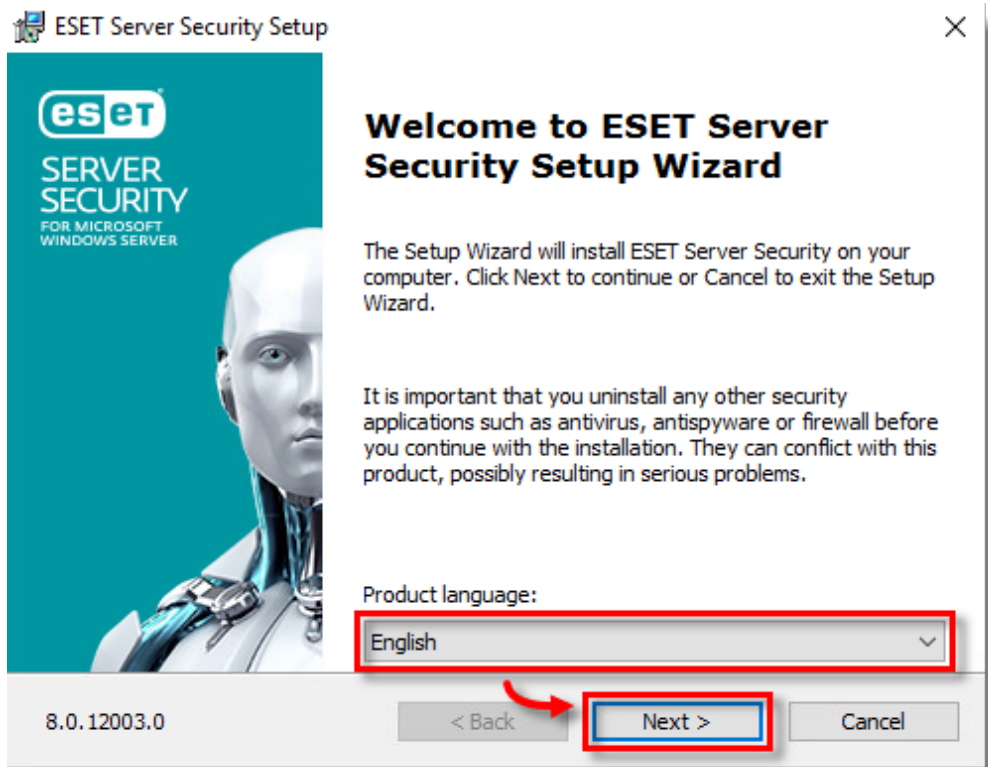 ESET Server Security Setup
eset
SERVER
SECURITY
FOR MICROSOFT
WINDOWS SERVER
Welcome to ESET Server
Security Setup Wizard
The Setup Wizard will install ESET Server Security on your
computer. Click Next to continue or Cancel to exit the Setup
Wizard.
It is important that you uninstall any other security
applications such as antivirus, antispyware or firewall before
you continue with the installation. They can conflict with this
product, possibly resulting in serious problems.
Product language:
English
8.0.12003.0
< Back
Next >
Cancel